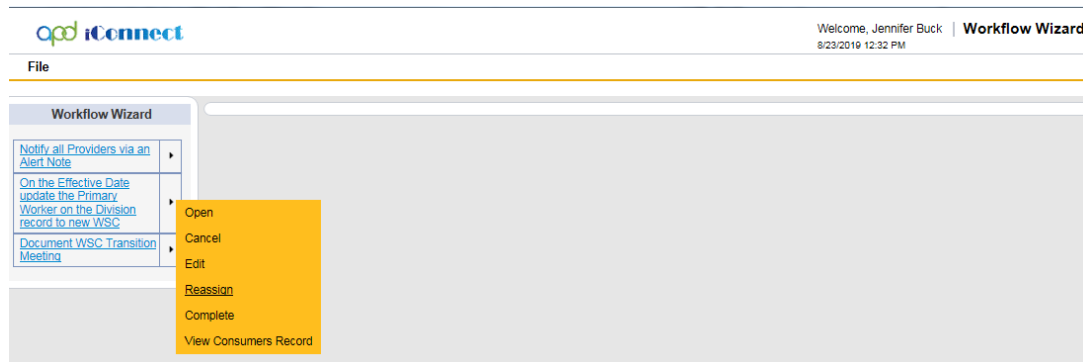 apd iConnect
Welcome, Jennifer Buck | Workflow Wizard
8/23/2019 12:32 PM
File
Workflow Wizard
Notify all Providers via an
Alert Note
On the Effective Date
update the Primary
Worker on the Division
record to new WSC
Document WSC Transition
Meeting
Open
Cancel
Edit
Reassign
Complete
View Consumers Record